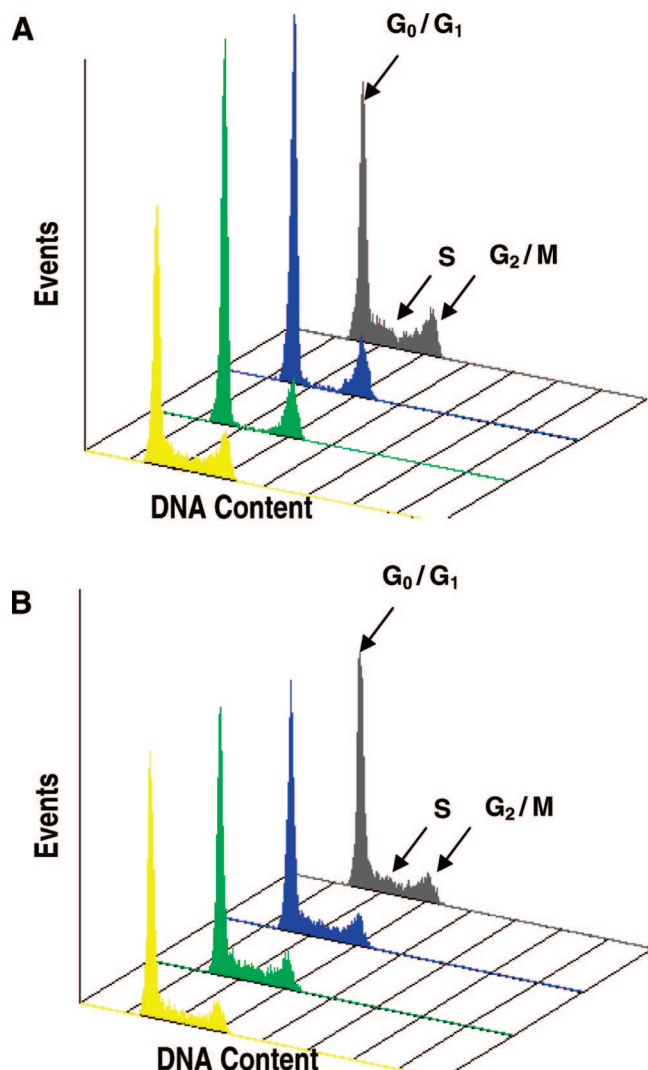 A
G₀/G₁
S
G₂/M
Events
DNA Content
B
G₀/G₁
S
G₂/M
Events
DNA Content